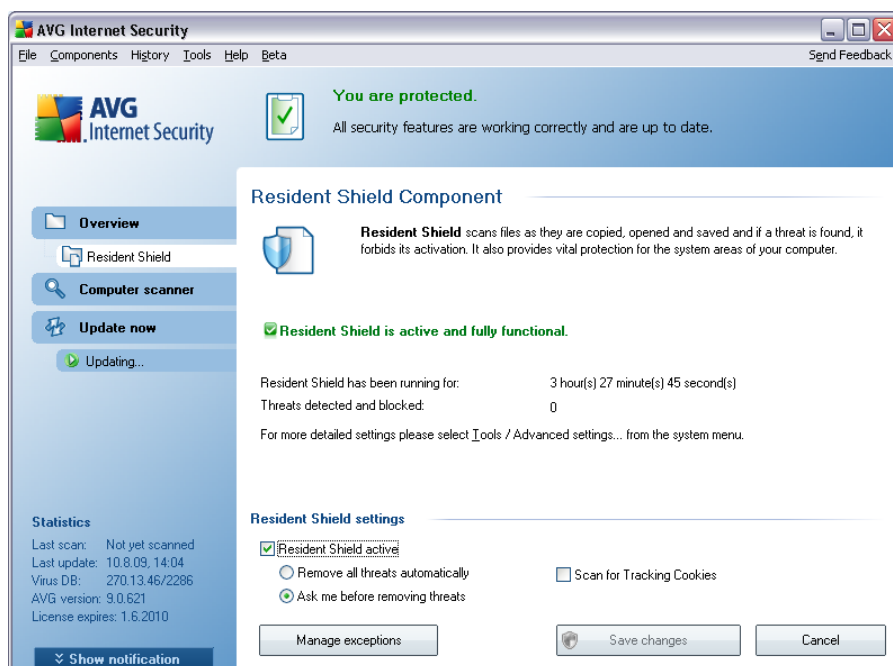 AVG Internet Security
File Components History Tools Help Beta Send Feedback
AVG
Internet Security
You are protected.
All security features are working correctly and are up to date.
Overview
Resident Shield
Computer scanner
Update now
Updating...
Resident Shield Component
Resident Shield scans files as they are copied, opened and saved and if a threat is found, it
forbids its activation. It also provides vital protection for the system areas of your computer.
Resident Shield is active and fully functional.
Resident Shield has been running for: 3 hour(s) 27 minute(s) 45 second(s)
Threats detected and blocked: 0
For more detailed settings please select Tools / Advanced settings... from the system menu.
Statistics
Last scan: Not yet scanned
Last update: 10.8.09, 14:04
Virus DB: 270.13.46/2286
AVG version: 9.0.621
License expires: 1.6.2010
Show notification
Resident Shield settings
Resident Shield active
Remove all threats automatically Scan for Tracking Cookies
Ask me before removing threats
Manage exceptions Save changes Cancel